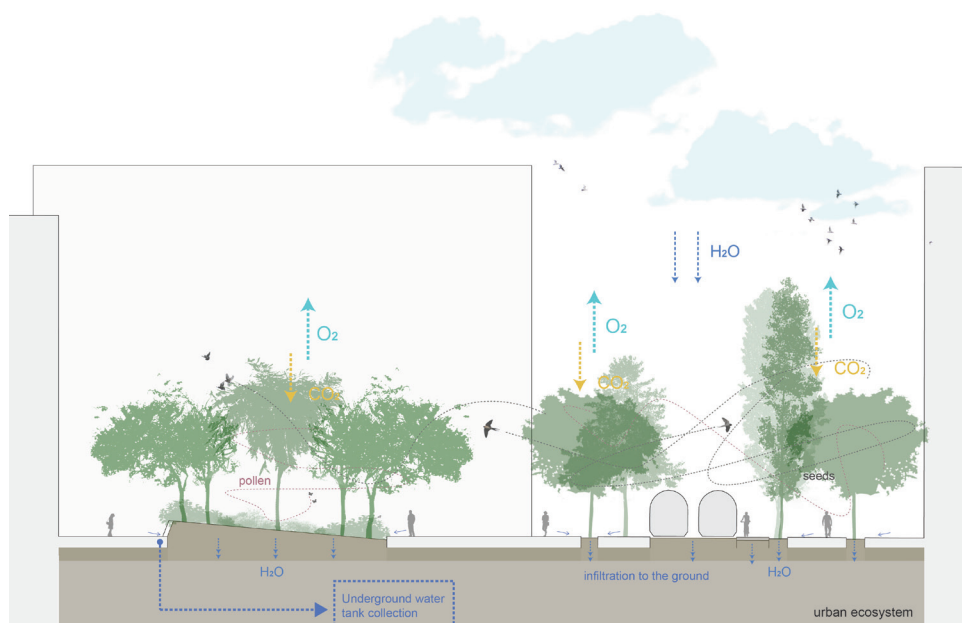 H₂O
O₂
O₂
O₂
CO₂
CO₂
CO₂
pollen
seeds
H₂O
infiltration to the ground
H₂O
Underground water
tank collection
urban ecosystem